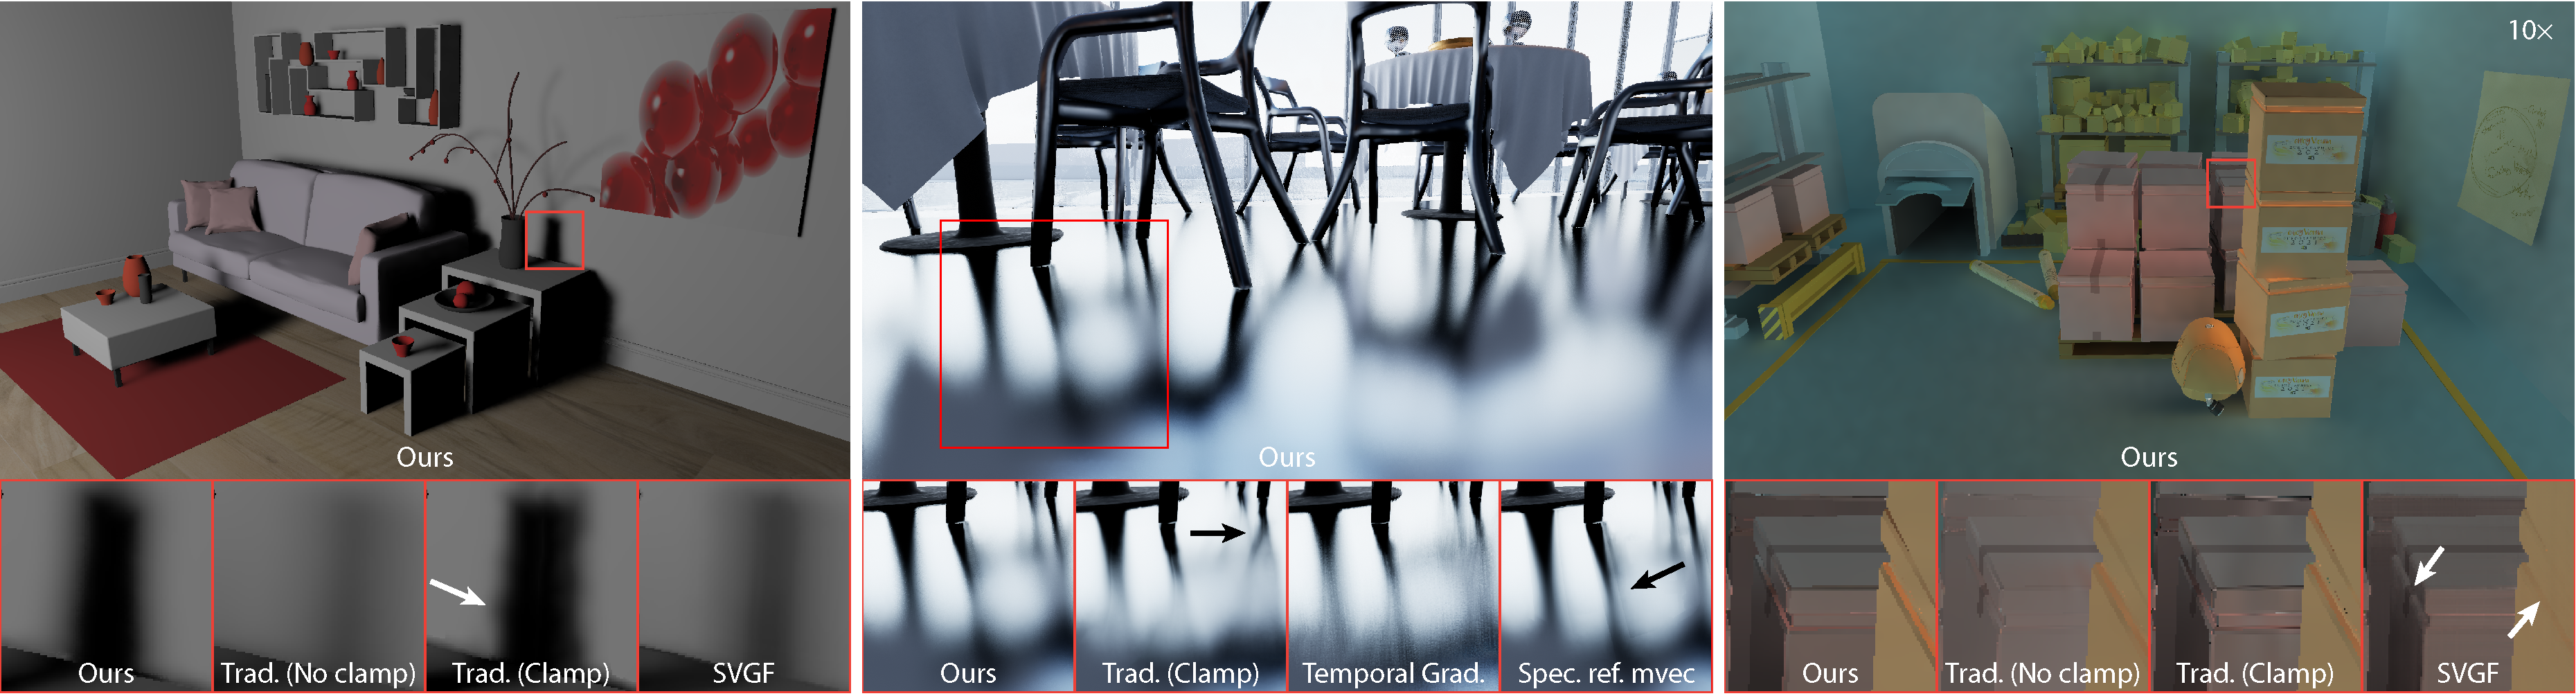 Ours
Ours
10×
Ours
Ours
Trad. (No clamp)
Trad. (Clamp)
SVGF
Ours
Trad. (Clamp)
Temporal Grad.
Spec. ref. mvec
Ours
Trad. (No clamp)
Trad. (Clamp)
SVGF